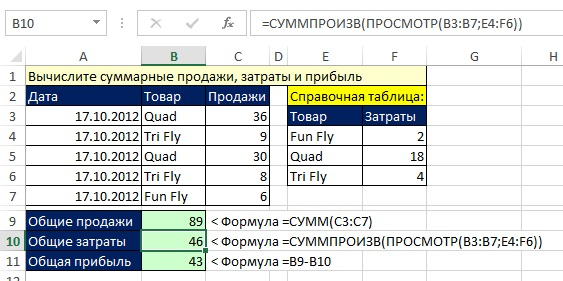 B10 =СУММПРОИЗВ(ПРОСМОТР(B3:B7;E4:F6))
A B C D E F G H
1 Вычислите суммарные продажи, затраты и прибыль
2 Дата Товар Продажи Справочная таблица:
3 17.10.2012 Quad 36 Товар Затраты
4 17.10.2012 Tri Fly 9 Fun Fly 2
5 17.10.2012 Quad 30 Quad 18
6 17.10.2012 Tri Fly 8 Tri Fly 4
7 17.10.2012 Fun Fly 6
9 Общие продажи 89 < Формула =СУММ(C3:C7)
10 Общие затраты 46 < Формула =СУММПРОИЗВ(ПРОСМОТР(B3:B7;E4:F6))
11 Общая прибыль 43 < Формула =B9-B10